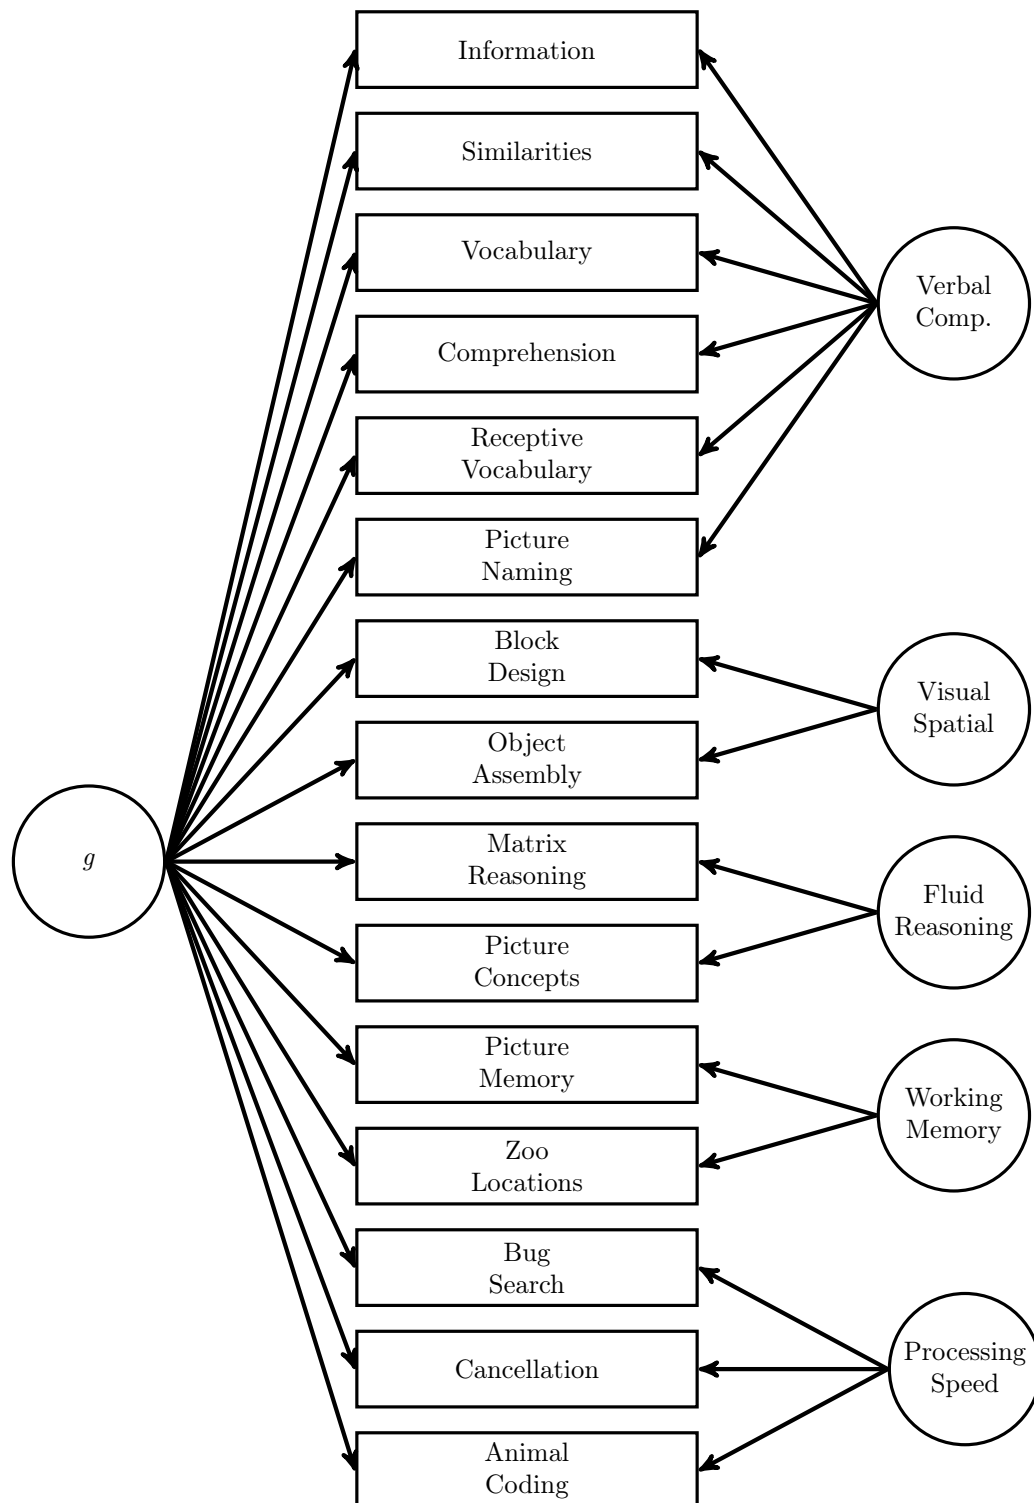 Information
Similarities
Vocabulary
Comprehension
Receptive
Vocabulary
Picture
Naming
Block
Design
Object
Assembly
Matrix
Reasoning
Picture
Concepts
Picture
Memory
Zoo
Locations
Bug
Search
Cancellation
Animal
Coding
g
Verbal
Comp.
Visual
Spatial
Fluid
Reasoning
Working
Memory
Processing
Speed